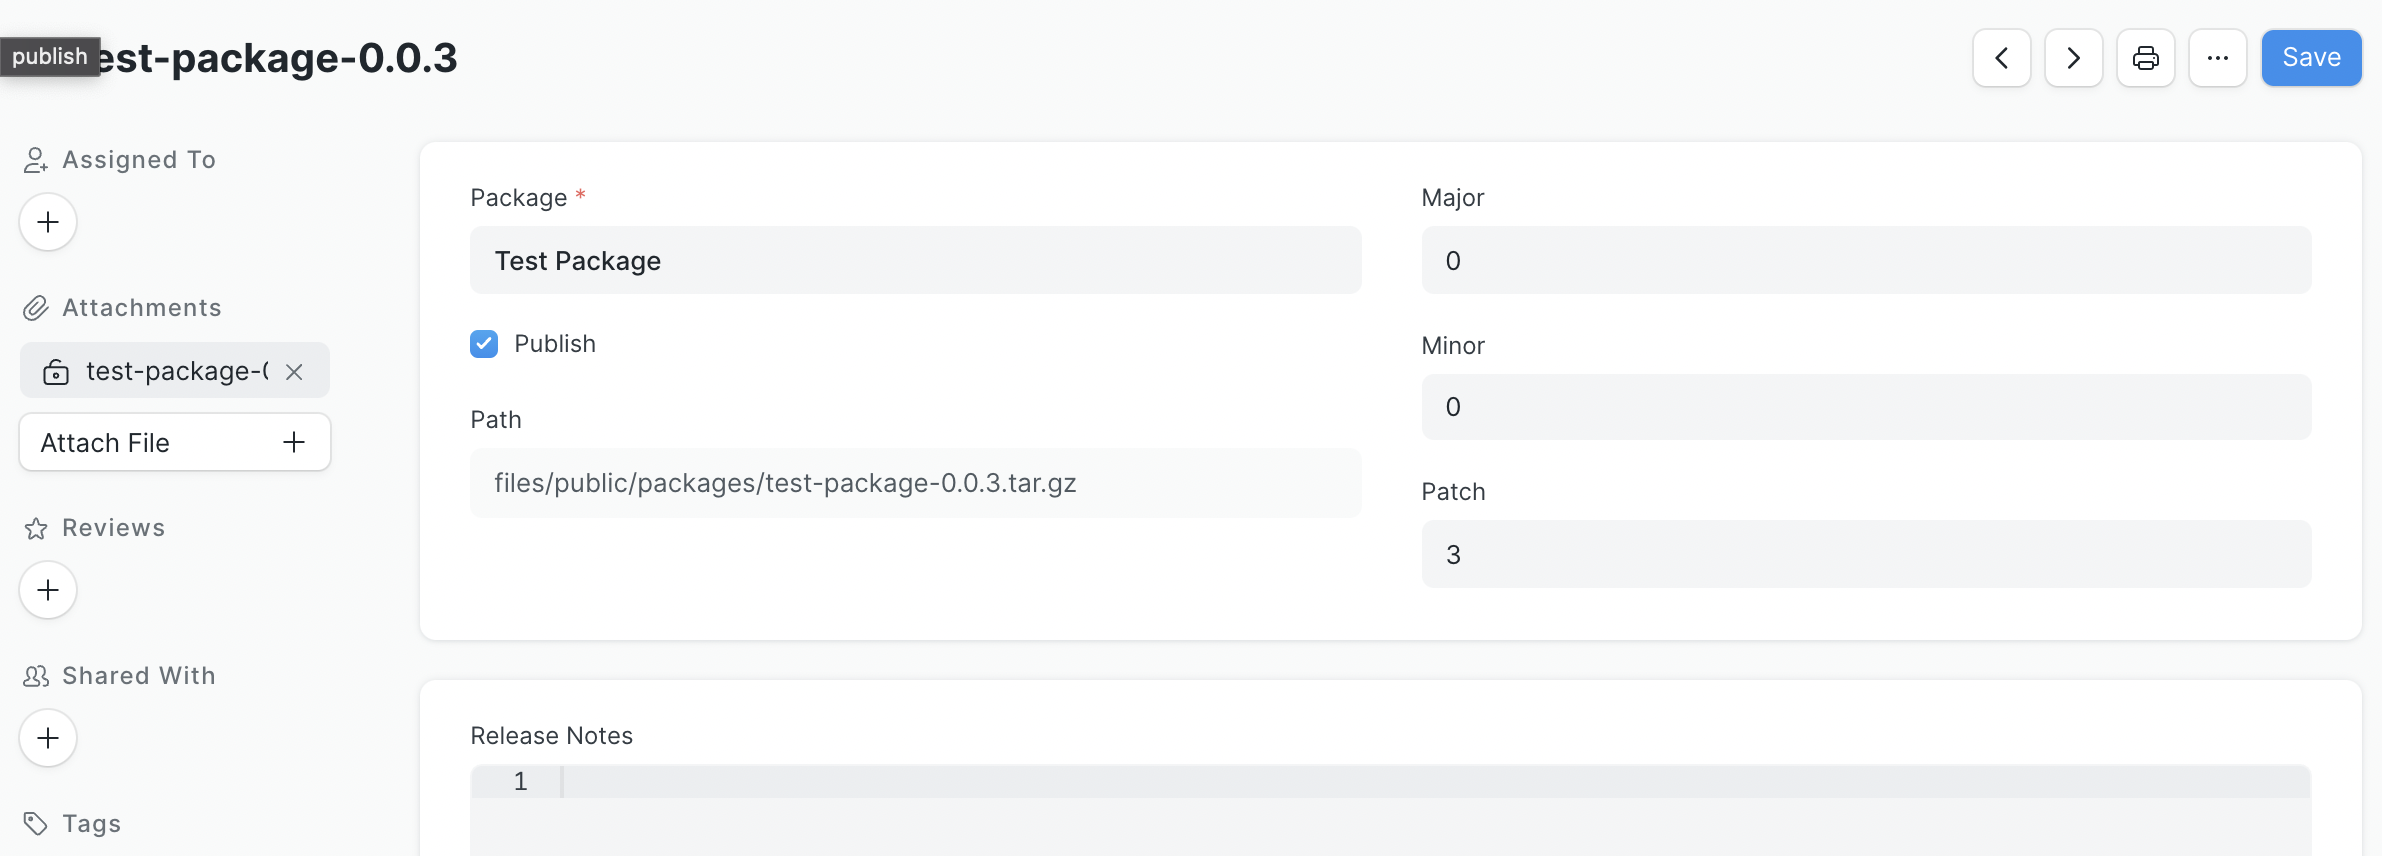 publish
est-package-0.0.3
Save
Assigned To
Attachments
test-package-0
Attach File
Reviews
Shared With
Tags
Package *
Test Package
Publish
Path
files/public/packages/test-package-0.0.3.tar.gz
Major
0
Minor
0
Patch
3
Release Notes
1